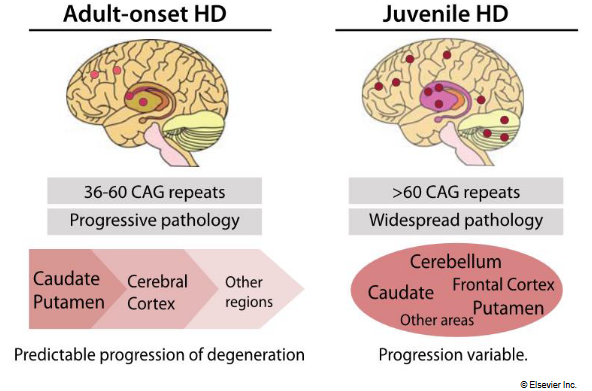 Adult-onset HD
36-60 CAG repeats
Progressive pathology
Caudate
Putamen
Cerebral
Cortex
Other
regions
Predictable progression of degeneration
Juvenile HD
>60 CAG repeats
Widespread pathology
Cerebellum
Caudate
Frontal Cortex
Putamen
Other areas
Progression variable.
© Elsevier Inc.